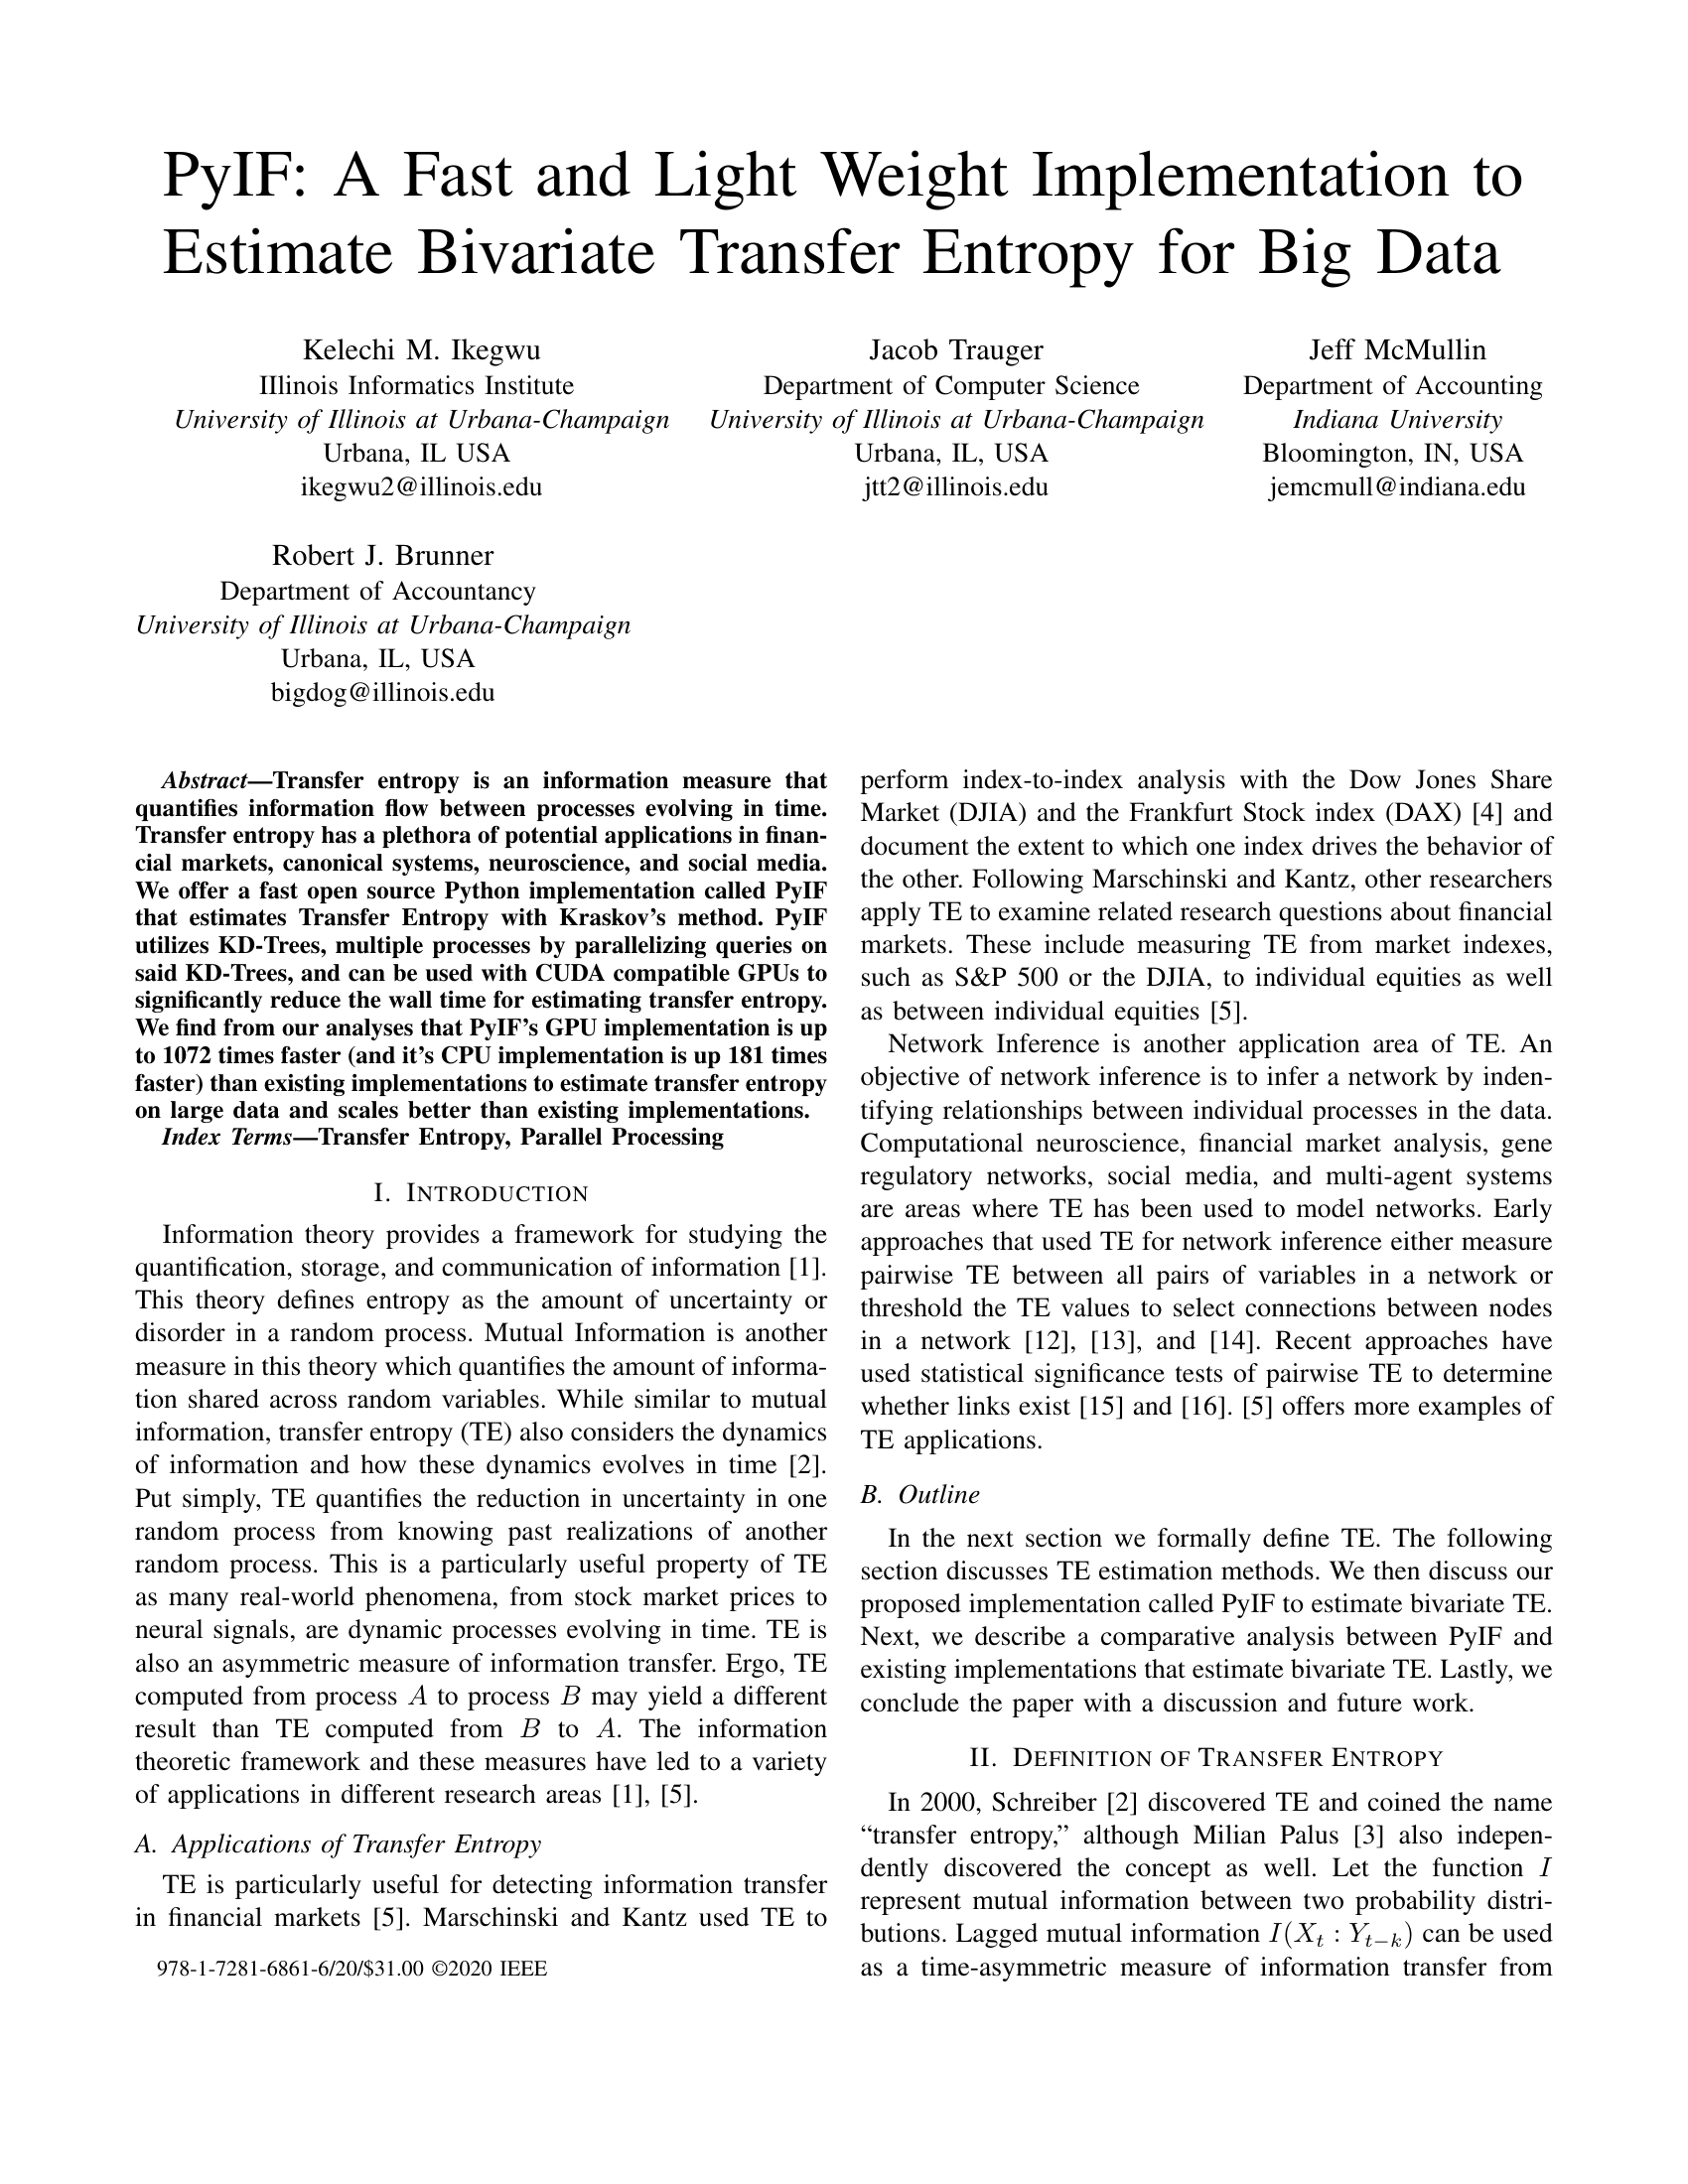 PyIF: A Fast and Light Weight Implementation to
Estimate Bivariate Transfer Entropy for Big Data
Kelechi M. Ikegwu
IIlinois Informatics Institute
University of Illinois at Urbana-Champaign
Urbana, IL USA
ikegwu2@illinois.edu
Jacob Trauger
Department of Computer Science
University of Illinois at Urbana-Champaign
Urbana, IL, USA
jtt2@illinois.edu
Jeff McMullin
Department of Accounting
Indiana University
Bloomington, IN, USA
jemcmull@indiana.edu
Robert J. Brunner
Department of Accountancy
University of Illinois at Urbana-Champaign
Urbana, IL, USA
bigdog@illinois.edu
Abstract—Transfer entropy is an information measure that
quantifies information flow between processes evolving in time.
Transfer entropy has a plethora of potential applications in finan-
cial markets, canonical systems, neuroscience, and social media.
We offer a fast open source Python implementation called PyIF
that estimates Transfer Entropy with Kraskov's method. PyIF
utilizes KD-Trees, multiple processes by parallelizing queries on
said KD-Trees, and can be used with CUDA compatible GPUs to
significantly reduce the wall time for estimating transfer entropy.
We find from our analyses that PyIF's GPU implementation is up
to 1072 times faster (and it's CPU implementation is up 181 times
faster) than existing implementations to estimate transfer entropy
on large data and scales better than existing implementations.
Index Terms—Transfer Entropy, Parallel Processing
I. INTRODUCTION
Information theory provides a framework for studying the
quantification, storage, and communication of information [1].
This theory defines entropy as the amount of uncertainty or
disorder in a random process. Mutual Information is another
measure in this theory which quantifies the amount of informa-
tion shared across random variables. While similar to mutual
information, transfer entropy (TE) also considers the dynamics
of information and how these dynamics evolves in time [2].
Put simply, TE quantifies the reduction in uncertainty in one
random process from knowing past realizations of another
random process. This is a particularly useful property of TE
as many real-world phenomena, from stock market prices to
neural signals, are dynamic processes evolving in time. TE is
also an asymmetric measure of information transfer. Ergo, TE
computed from process A to process B may yield a different
result than TE computed from B to A. The information
theoretic framework and these measures have led to a variety
of applications in different research areas [1], [5].
A. Applications of Transfer Entropy
TE is particularly useful for detecting information transfer
in financial markets [5]. Marschinski and Kantz used TE to
978-1-7281-6861-6/20/$31.00 ©2020 IEEE
perform index-to-index analysis with the Dow Jones Share
Market (DJIA) and the Frankfurt Stock index (DAX) [4] and
document the extent to which one index drives the behavior of
the other. Following Marschinski and Kantz, other researchers
apply TE to examine related research questions about financial
markets. These include measuring TE from market indexes,
such as S&P 500 or the DJIA, to individual equities as well
as between individual equities [5].
Network Inference is another application area of TE. An
objective of network inference is to infer a network by inden-
tifying relationships between individual processes in the data.
Computational neuroscience, financial market analysis, gene
regulatory networks, social media, and multi-agent systems
are areas where TE has been used to model networks. Early
approaches that used TE for network inference either measure
pairwise TE between all pairs of variables in a network or
threshold the TE values to select connections between nodes
in a network [12], [13], and [14]. Recent approaches have
used statistical significance tests of pairwise TE to determine
whether links exist [15] and [16]. [5] offers more examples of
TE applications.
B. Outline
In the next section we formally define TE. The following
section discusses TE estimation methods. We then discuss our
proposed implementation called PyIF to estimate bivariate TE.
Next, we describe a comparative analysis between PyIF and
existing implementations that estimate bivariate TE. Lastly, we
conclude the paper with a discussion and future work.
II. DEFINITION OF TRANSFER ENTROPY
In 2000, Schreiber [2] discovered TE and coined the name
“transfer entropy,” although Milian Palus [3] also indepen-
dently discovered the concept as well. Let the function I
represent mutual information between two probability distri-
butions. Lagged mutual information I(X_t : Y_{t−k}) can be used
as a time-asymmetric measure of information transfer from